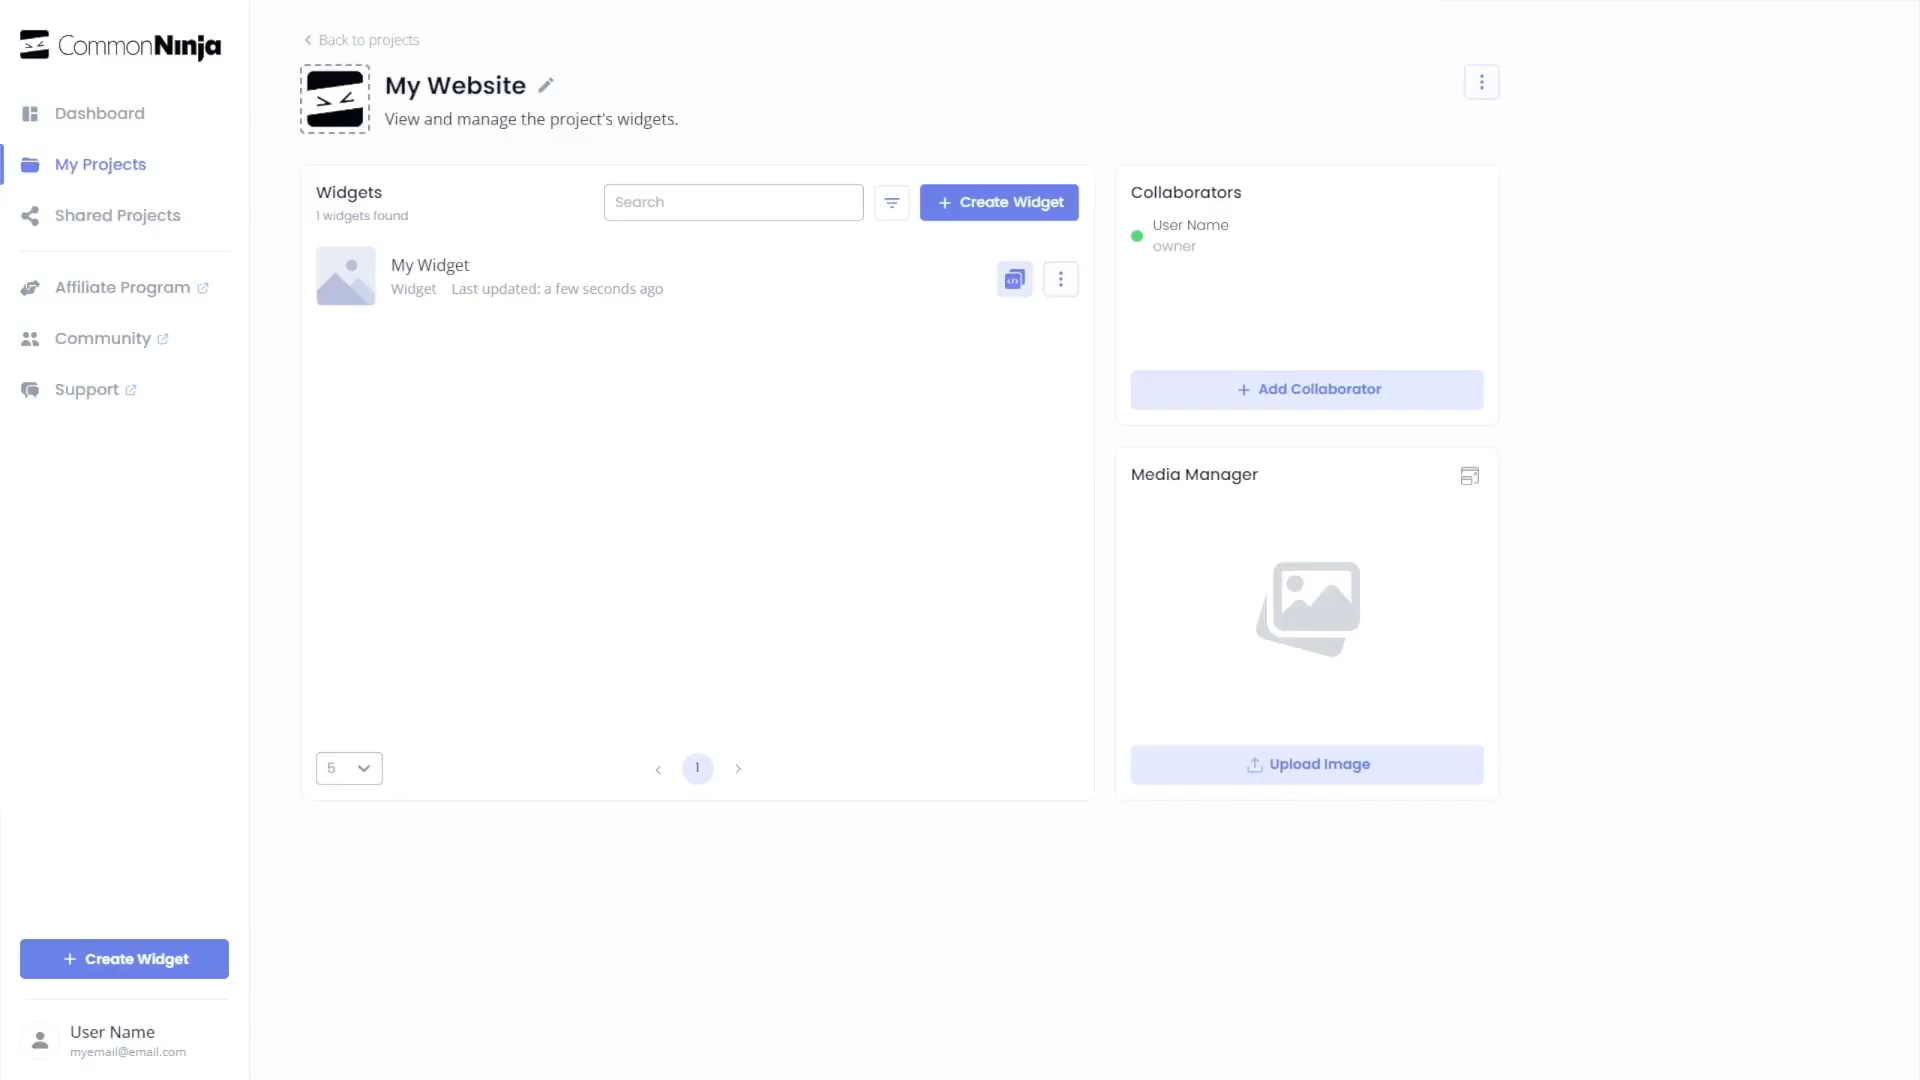 CommonNinja
Dashboard
My Projects
Shared Projects
Affiliate Program
Community
Support
Create Widget
User Name
myemail@email.com
Back to projects
My Website
View and manage the project's widgets.
Widgets
1 widgets found
Search
Create Widget
My Widget
Widget Last updated: a few seconds ago
5
1
Collaborators
User Name
owner
Add Collaborator
Media Manager
Upload Image